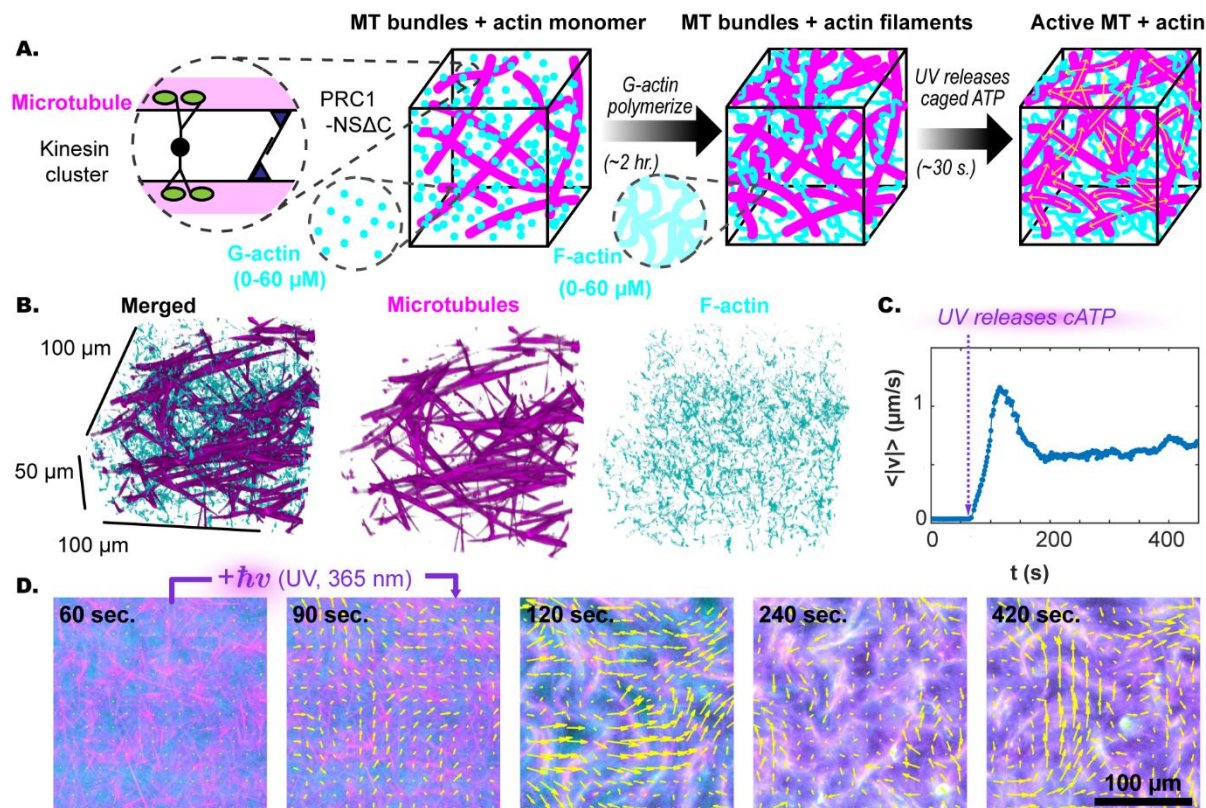 A.
MT bundles + actin monomer
MT bundles + actin filaments
Active MT + actin
Microtubule
Kinesin
cluster
PRC1
-NSΔC
G-actin
(0-60 µM)
G-actin
polymerize
(~2 hr.)
F-actin
(0-60 µM)
UV releases
caged ATP
(~30 s.)
B.
Merged
Microtubules
F-actin
100 µm
50 µm
100 µm
C.
UV releases cATP
<|v|> (µm/s)
1
0
0
200
400
t (s)
D.
+ℏν (UV, 365 nm)
60 sec.
90 sec.
120 sec.
240 sec.
420 sec.
100 µm